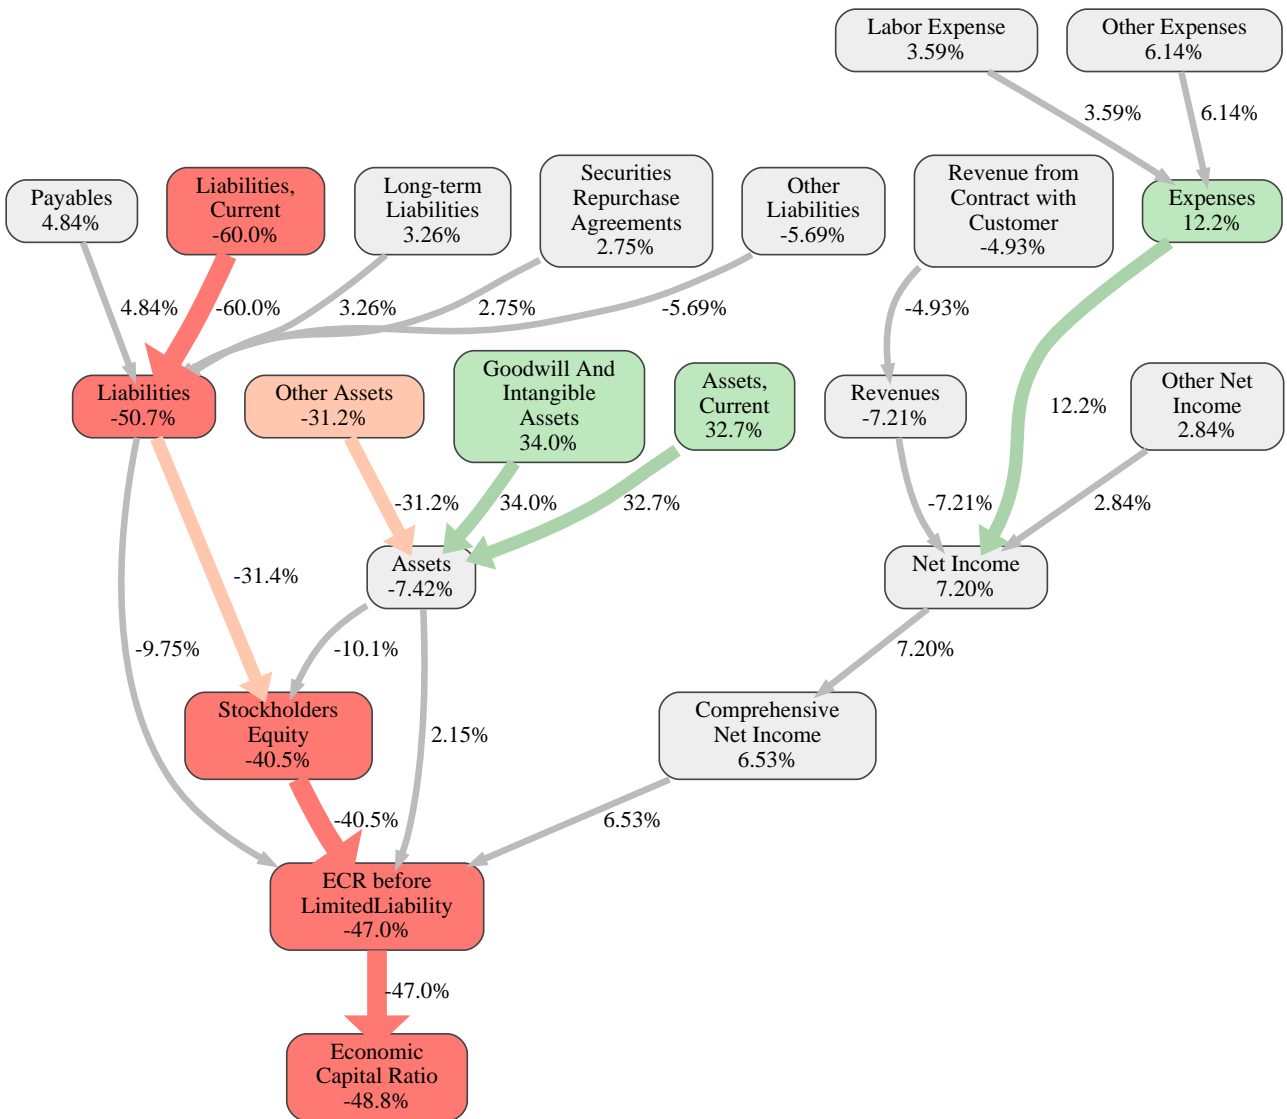 Labor Expense
3.59%
Other Expenses
6.14%
3.59%
6.14%
Payables
4.84%
Liabilities,
Current
-60.0%
Long-term
Liabilities
3.26%
Securities
Repurchase
Agreements
2.75%
Other
Liabilities
-5.69%
Revenue from
Contract with
Customer
-4.93%
Expenses
12.2%
4.84%
-60.0%
3.26%
2.75%
-5.69%
-4.93%
Liabilities
-50.7%
Other Assets
-31.2%
Goodwill And
Intangible
Assets
34.0%
Assets,
Current
32.7%
Revenues
-7.21%
12.2%
Other Net
Income
2.84%
-31.2%
34.0%
32.7%
-7.21%
2.84%
-31.4%
Assets
-7.42%
Net Income
7.20%
-9.75%
-10.1%
7.20%
Stockholders
Equity
-40.5%
2.15%
Comprehensive
Net Income
6.53%
-40.5%
6.53%
ECR before
LimitedLiability
-47.0%
-47.0%
Economic
Capital Ratio
-48.8%